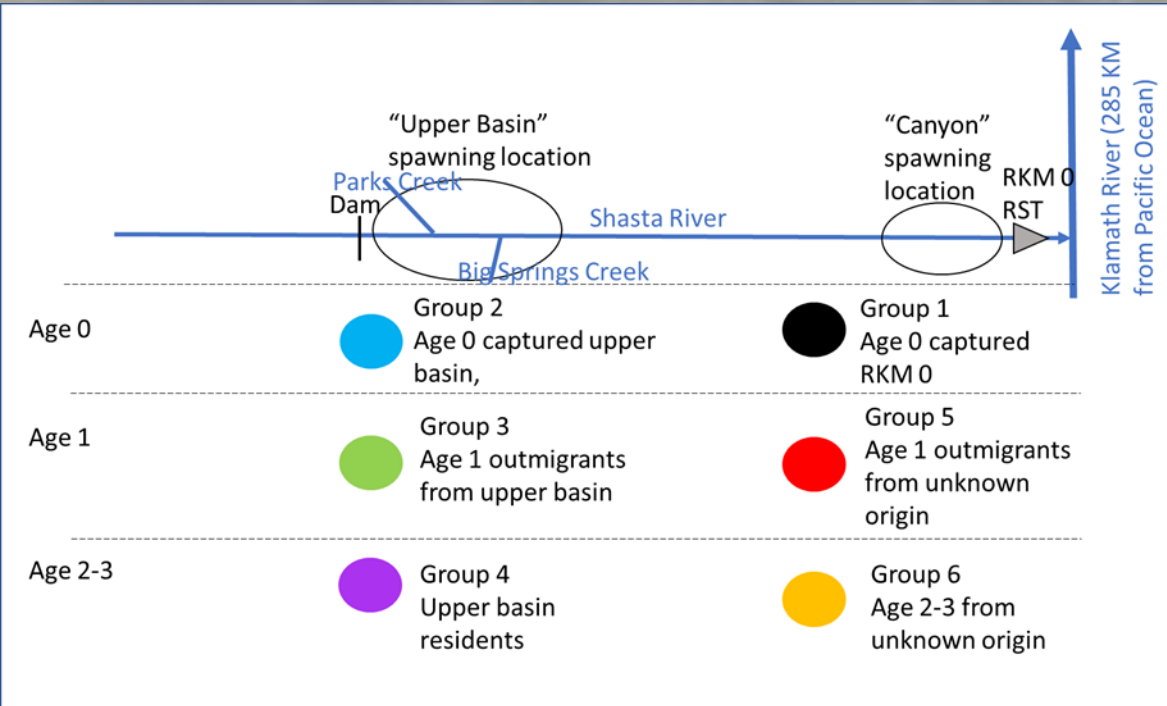 “Upper Basin”
spawning location
Parks Creek
Dam
Shasta River
Big Springs Creek
“Canyon”
spawning
location
RKM 0
RST
Klamath River (285 KM
from Pacific Ocean)
Age 0
Group 2
Age 0 captured upper
basin,
Group 1
Age 0 captured
RKM 0
Age 1
Group 3
Age 1 outmigrants
from upper basin
Group 5
Age 1 outmigrants
from unknown
origin
Age 2-3
Group 4
Upper basin
residents
Group 6
Age 2-3 from
unknown origin